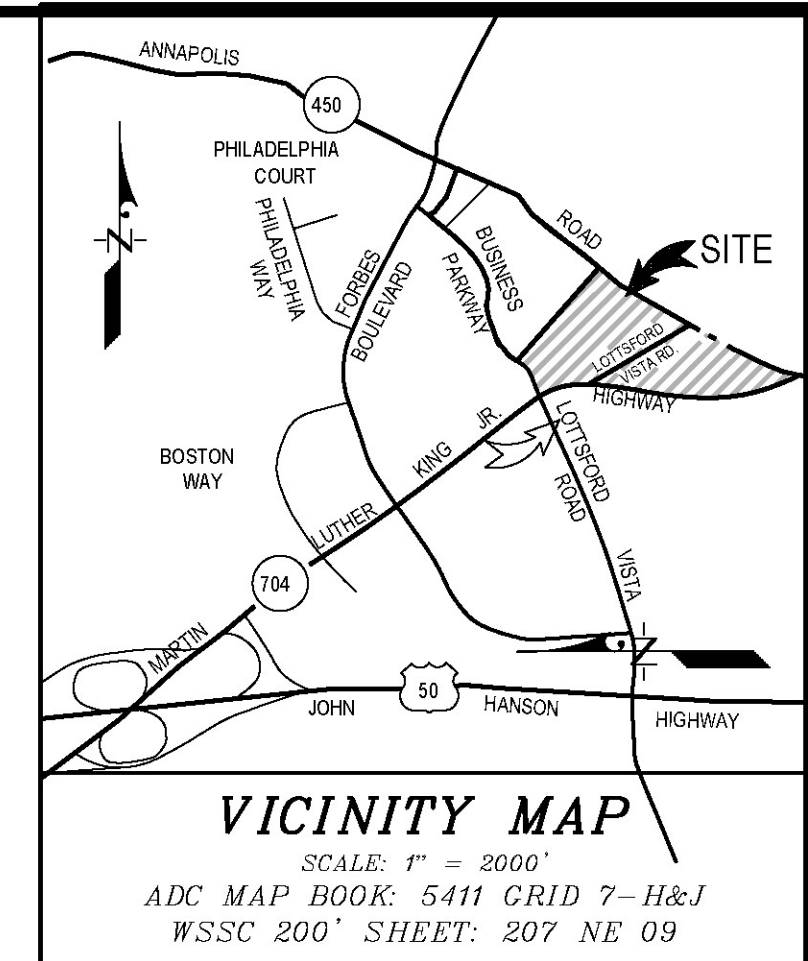 ANNAPOLIS
450
PHILADELPHIA
COURT
PHILADELPHIA
WAY
FORBES
BOULEVARD
BUSINESS
PARKWAY
ROAD
SITE
N
LOTTSFORD
VISTA RD.
HIGHWAY
JR.
KING
LUTHER
MARTIN
BOSTON
WAY
LOTTSFORD
ROAD
VISTA
704
N
JOHN
50
HANSON
HIGHWAY
VICINITY MAP
SCALE: 1" = 2000'
ADC MAP BOOK: 5411 GRID 7-H&J
WSSC 200' SHEET: 207 NE 09